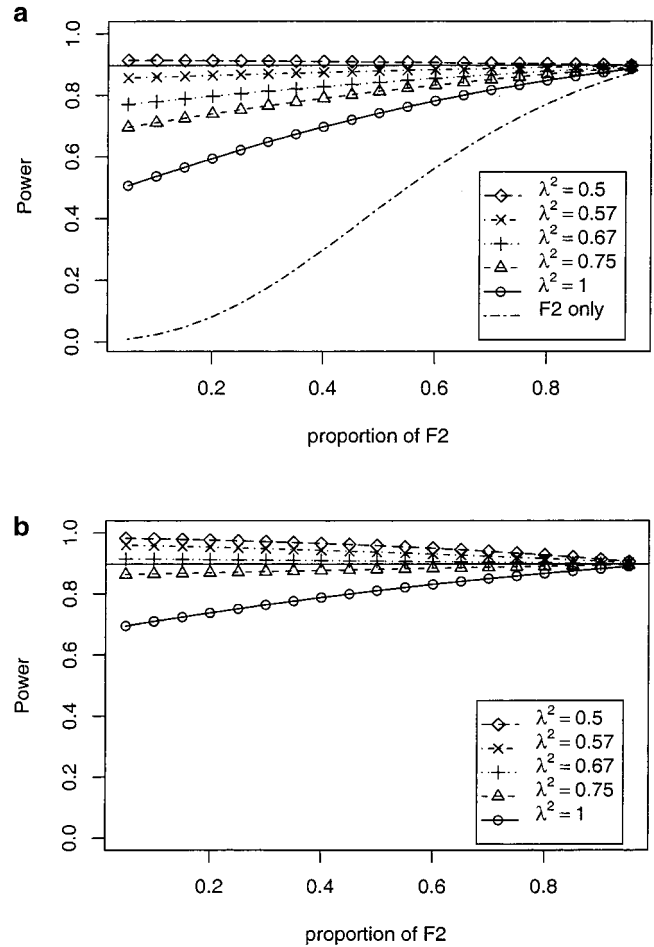 a
1.0
0.8
0.6
0.4
0.2
0.0
Power
λ² = 0.5
λ² = 0.57
λ² = 0.67
λ² = 0.75
λ² = 1
F2 only
0.2 0.4 0.6 0.8
proportion of F2
b
1.0
0.8
0.6
0.4
0.2
0.0
Power
λ² = 0.5
λ² = 0.57
λ² = 0.67
λ² = 0.75
λ² = 1
0.2 0.4 0.6 0.8
proportion of F2